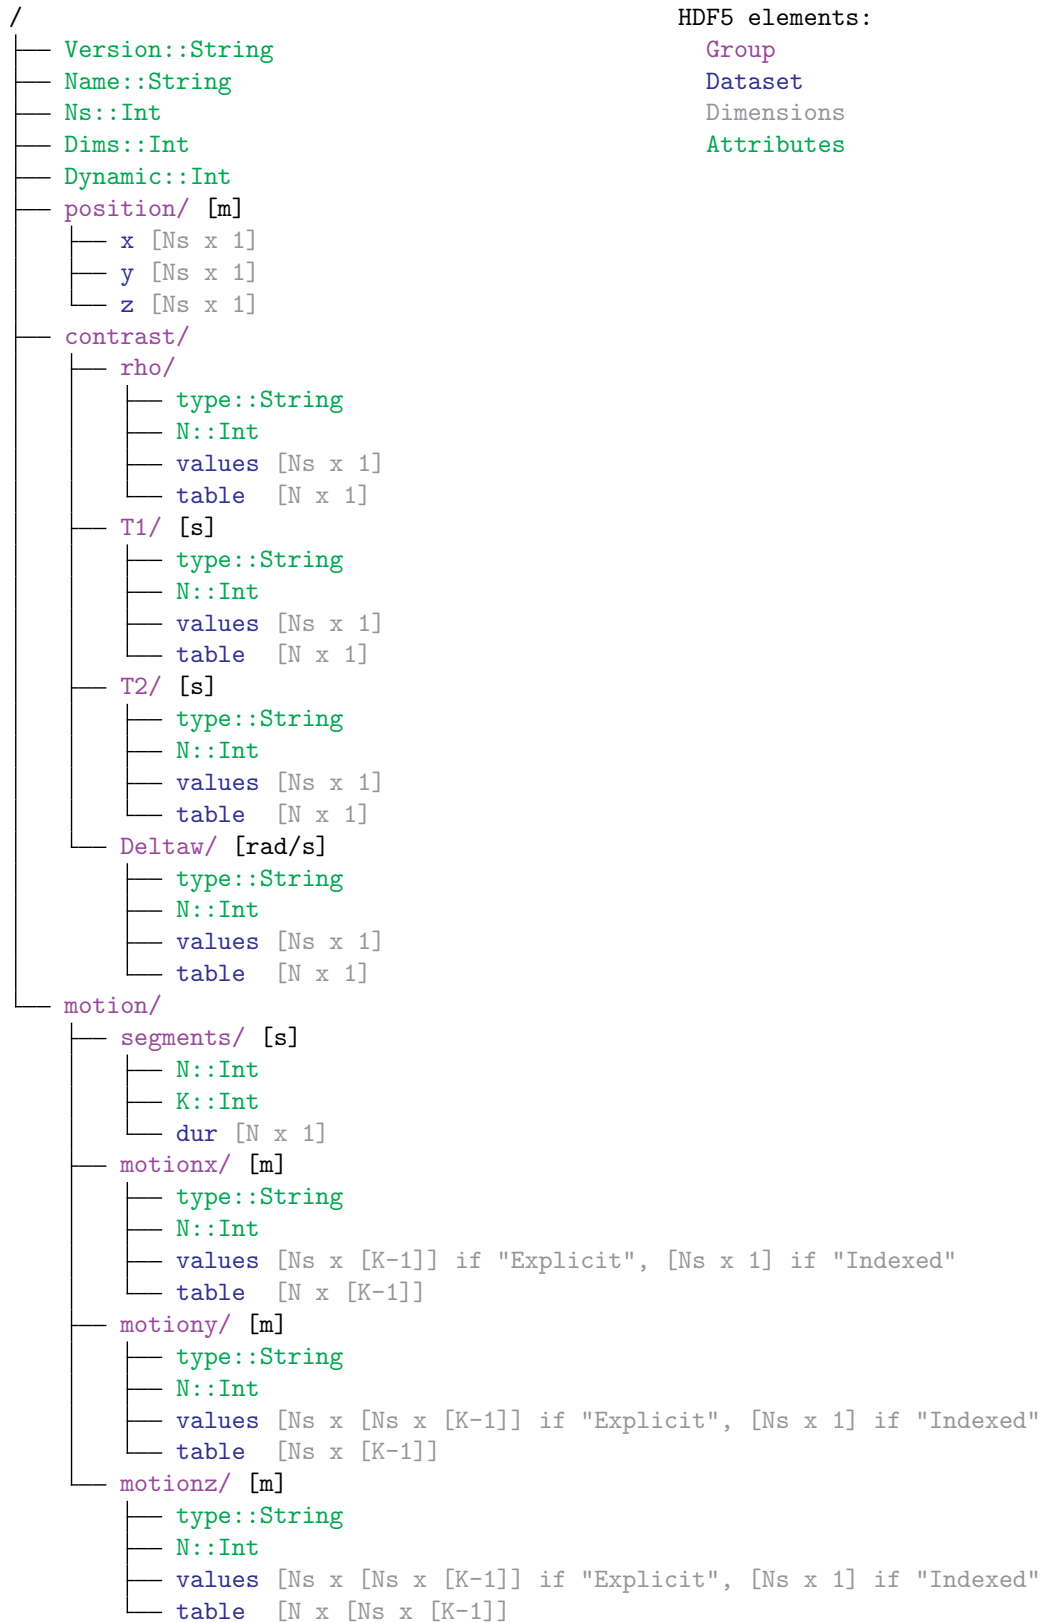 /
Version::String
Name::String
Ns::Int
Dims::Int
Dynamic::Int
position/ [m]
x [Ns x 1]
y [Ns x 1]
z [Ns x 1]
contrast/
rho/
type::String
N::Int
values [Ns x 1]
table [N x 1]
T1/ [s]
type::String
N::Int
values [Ns x 1]
table [N x 1]
T2/ [s]
type::String
N::Int
values [Ns x 1]
table [N x 1]
Deltaw/ [rad/s]
type::String
N::Int
values [Ns x 1]
table [N x 1]
motion/
segments/ [s]
N::Int
K::Int
dur [N x 1]
motionx/ [m]
type::String
N::Int
values [Ns x [K-1]] if "Explicit", [Ns x 1] if "Indexed"
table [N x [K-1]]
motiony/ [m]
type::String
N::Int
values [Ns x [Ns x [K-1]] if "Explicit", [Ns x 1] if "Indexed"
table [Ns x [K-1]]
motionz/ [m]
type::String
N::Int
values [Ns x [Ns x [K-1]] if "Explicit", [Ns x 1] if "Indexed"
table [N x [Ns x [K-1]]
HDF5 elements:
Group
Dataset
Dimensions
Attributes